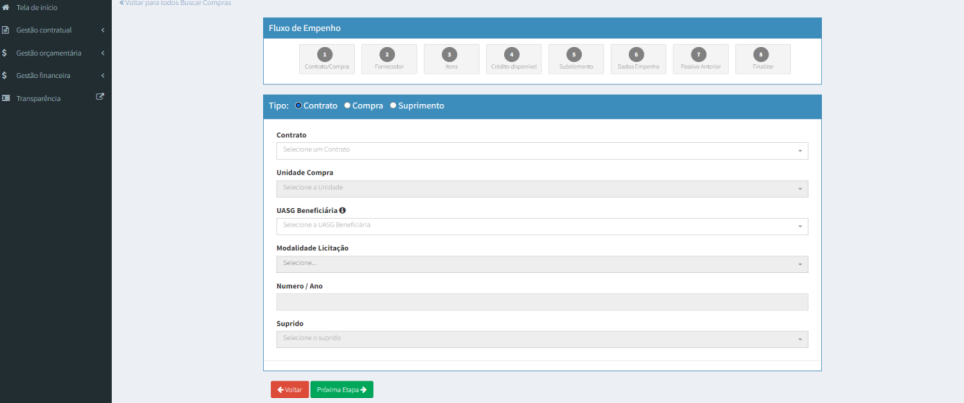 Tela de início
Gestão contratual
Gestão orçamentária
Gestão financeira
Transparência
Voltar para todos Buscar Compras
Fluxo de Empenho
1
Contrato/Compra
2
Fornecedor
3
Itens
4
Crédito disponível
5
Subelemento
6
Dados Empenho
7
Passivo Anterior
8
Finalizar
Tipo: Contrato Compra Suprimento
Contrato
Selecione um Contrato
Unidade Compra
Selecione a Unidade
UASG Beneficiária
Selecione a UASG Beneficiária
Modalidade Licitação
Selecione...
Numero / Ano
Suprido
Selecione o suprido
Voltar
Próxima Etapa